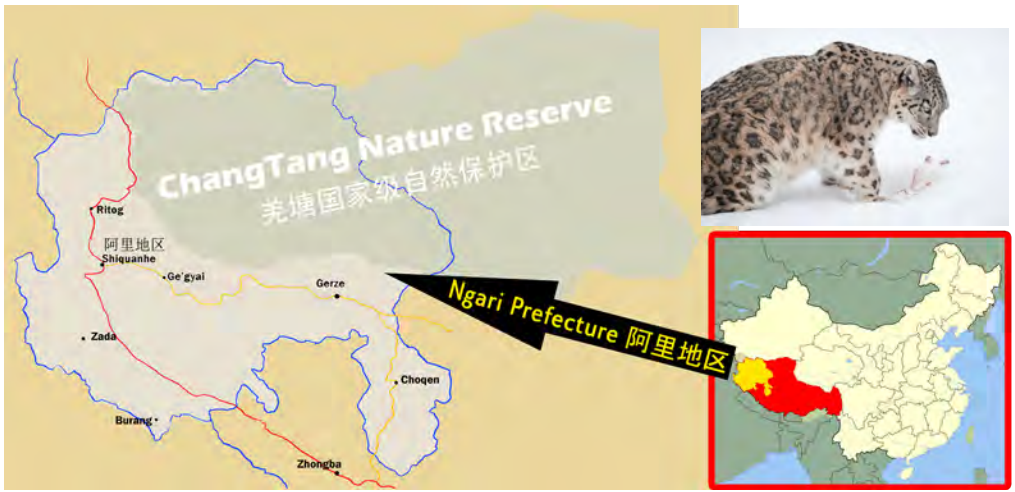 ChangTang Nature Reserve
羌塘国家级自然保护区
Ritog
阿里地区
Shiquanhe
Ge'gyai
Gerze
Ngari Prefecture 阿里地区
Zada
Choqen
Burang
Zhongba